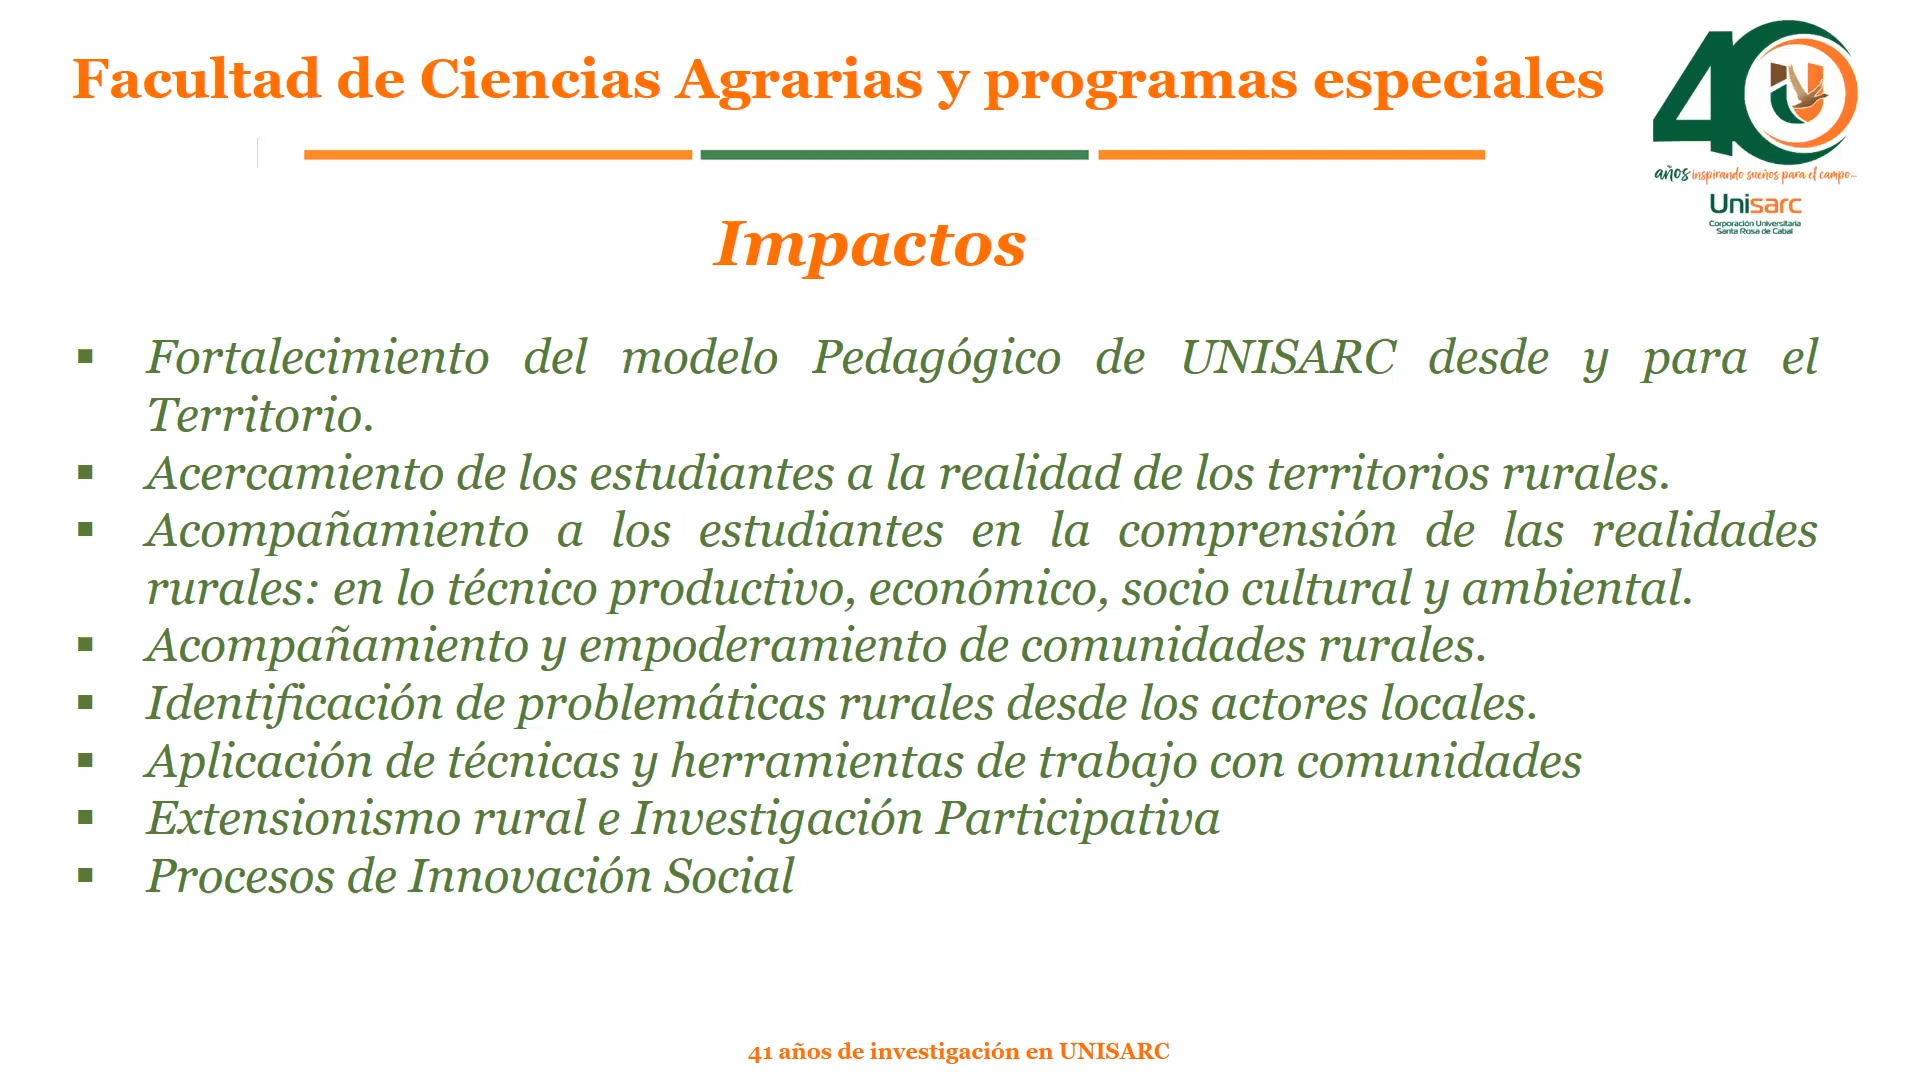 Facultad de Ciencias Agrarias y programas especiales
40
años inspirando sueños para el campo...
Unisarc
Corporación Universitaria
Santa Rosa de Cabal
Impactos
▪ Fortalecimiento del modelo Pedagógico de UNISARC desde y para el
Territorio.
▪ Acercamiento de los estudiantes a la realidad de los territorios rurales.
▪ Acompañamiento a los estudiantes en la comprensión de las realidades
rurales: en lo técnico productivo, económico, socio cultural y ambiental.
▪ Acompañamiento y empoderamiento de comunidades rurales.
▪ Identificación de problemáticas rurales desde los actores locales.
▪ Aplicación de técnicas y herramientas de trabajo con comunidades
▪ Extensionismo rural e Investigación Participativa
▪ Procesos de Innovación Social
41 años de investigación en UNISARC